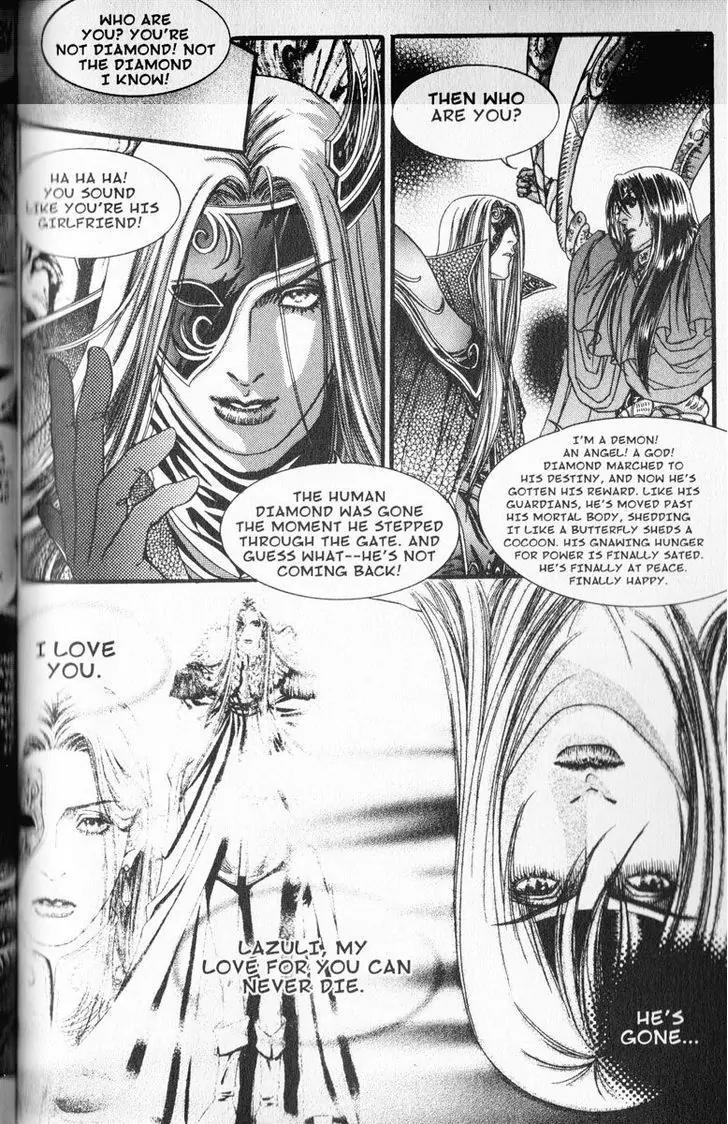 WHO ARE
YOU? YOU'RE
NOT DIAMOND! NOT
THE DIAMOND
I KNOW!
HA HA HA!
YOU SOUND
LIKE YOU'RE HIS
GIRLFRIEND!
THE HUMAN
DIAMOND WAS GONE
THE MOMENT HE STEPPED
THROUGH THE GATE. AND
GUESS WHAT--HE'S NOT
COMING BACK!
THEN WHO
ARE YOU?
I'M A DEMON!
AN ANGEL! A GOD!
DIAMOND MARCHED TO
HIS DESTINY, AND NOW HE'S
GOTTEN HIS REWARD. LIKE HIS
GUARDIANS, HE'S MOVED PAST
HIS MORTAL BODY, SHEDDING
IT LIKE A BUTTERFLY SHEDS A
COCOON. HIS GNAWING HUNGER
FOR POWER IS FINALLY SATED.
HE'S FINALLY AT PEACE.
FINALLY HAPPY.
I LOVE
YOU.
LAZULI, MY
LOVE FOR YOU CAN
NEVER DIE.
HE'S
GONE...